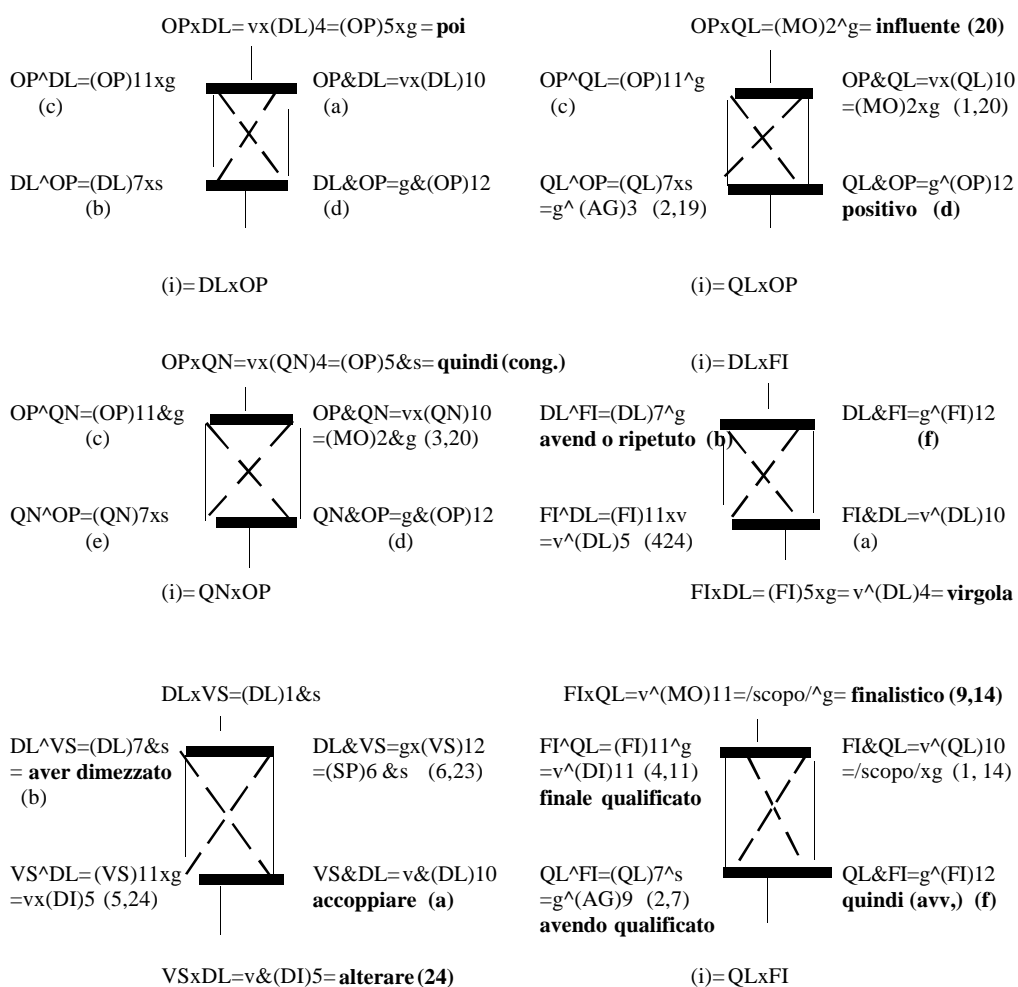 OPxDL=vx(DL)4=(OP)5xg=poi
OP^DL=(OP)11xg
(c)
OP&DL=vx(DL)10
(a)
DL^OP=(DL)7xs
(b)
DL&OP=g&(OP)12
(d)
(i)=DLxOP
OPxQL=(MO)2^g=influente (20)
OP^QL=(OP)11^g
(c)
OP&QL=vx(QL)10
=(MO)2xg (1,20)
QL^OP=(QL)7xs
=g^(AG)3 (2,19)
QL&OP=g^(OP)12
positivo (d)
(i)=QLxOP
OPxQN=vx(QN)4=(OP)5&s=quindi (cong.)
OP^QN=(OP)11&g
(c)
OP&QN=vx(QN)10
=(MO)2&g (3,20)
QN^OP=(QN)7xs
(e)
QN&OP=g&(OP)12
(d)
(i)=QNxOP
(i)=DLxFI
DL^FI=(DL)7^g
avend o ripetuto (b)
DL&FI=g^(FI)12
(f)
FI^DL=(FI)11xv
=v^(DL)5 (424)
FI&DL=v^(DL)10
(a)
FIxDL=(FI)5xg=v^(DL)4=virgola
DLxVS=(DL)1&s
DL^VS=(DL)7&s
= aver dimezzato
(b)
DL&VS=gx(VS)12
=(SP)6 &s (6,23)
VS^DL=(VS)11xg
=vx(DI)5 (5,24)
VS&DL=v&(DL)10
accoppiare (a)
VSxDL=v&(DI)5=alterare (24)
FIxQL=v^(MO)11=/scopo/^g=finalistico (9,14)
FI^QL=(FI)11^g
=v^(DI)11 (4,11)
finale qualificato
FI&QL=v^(QL)10
=/scopo/xg (1, 14)
QL^FI=(QL)7^s
=g^(AG)9 (2,7)
avendo qualificato
QL&FI=g^(FI)12
quindi (avv,) (f)
(i)=QLxFI